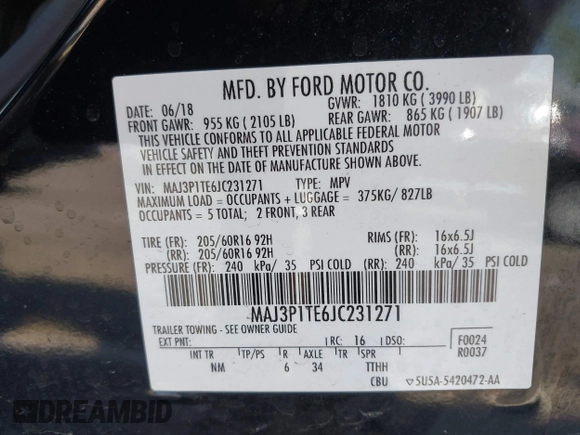 MFD. BY FORD MOTOR CO.
DATE: 06/18 GVWR: 1810 KG ( 3990 LB)
FRONT GAWR: 955 KG ( 2105 LB) REAR GAWR: 865 KG ( 1907 LB)
THIS VEHICLE CONFORMS TO ALL APPLICABLE FEDERAL MOTOR
VEHICLE SAFETY AND THEFT PREVENTION STANDARDS
IN EFFECT ON THE DATE OF MANUFACTURE SHOWN ABOVE.
VIN: MAJ3P1TE6JC231271 TYPE: MPV
MAXIMUM LOAD = OCCUPANTS + LUGGAGE = 375KG/ 827LB
OCCUPANTS = 5 TOTAL; 2 FRONT, 3 REAR
TIRE (FR): 205/60R16 92H RIMS (FR): 16x6.5J
(RR): 205/60R16 92H (RR): 16x6.5J
PRESSURE (FR): 240 kPa/ 35 PSI COLD (RR): 240 kPa/ 35 PSI COLD
MAJ3P1TE6JC231271
TRAILER TOWING - SEE OWNER GUIDE
EXT PNT: RC: 16 DSO: F0024
R0037
INT TR TP/PS R AXLE TR SPR
NM 6 34 TTHH
CBU 5U5A-5420472-AA
DREAMBID